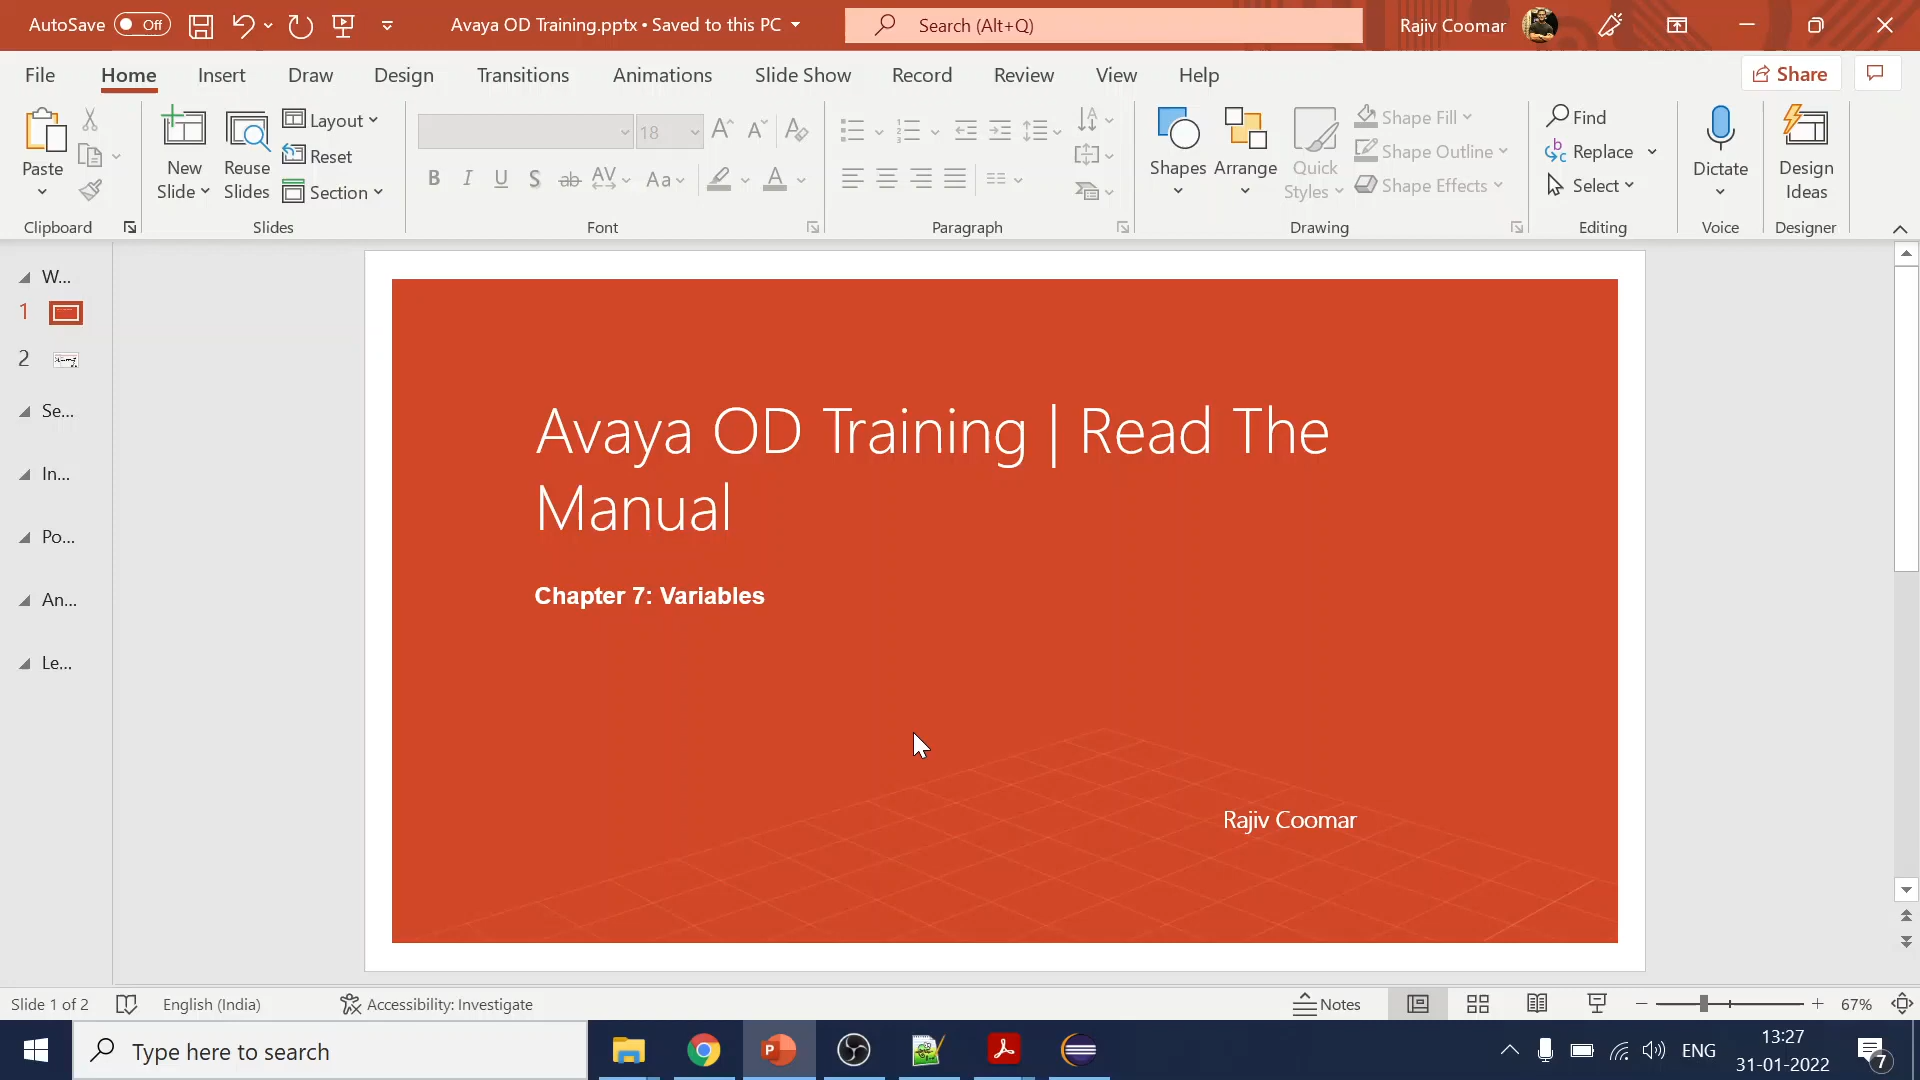 AutoSave Off Avaya OD Training.pptx • Saved to this PC Search (Alt+Q) Rajiv Coomar
File Home Insert Draw Design Transitions Animations Slide Show Record Review View Help Share
Paste
New Slide
Reuse Slides
Layout
Reset
Section
18
B I U S ab AV Aa A
Shapes
Arrange
Quick Styles
Shape Fill
Shape Outline
Shape Effects
Find
Replace
Select
Dictate
Design Ideas
Clipboard Slides Font Paragraph Drawing Editing Voice Designer
W...
1
2
Se...
In...
Po...
An...
Le...
Avaya OD Training | Read The
Manual
Chapter 7: Variables
Rajiv Coomar
Slide 1 of 2 English (India) Accessibility: Investigate Notes 67%
Type here to search
ENG
13:27
31-01-2022
7